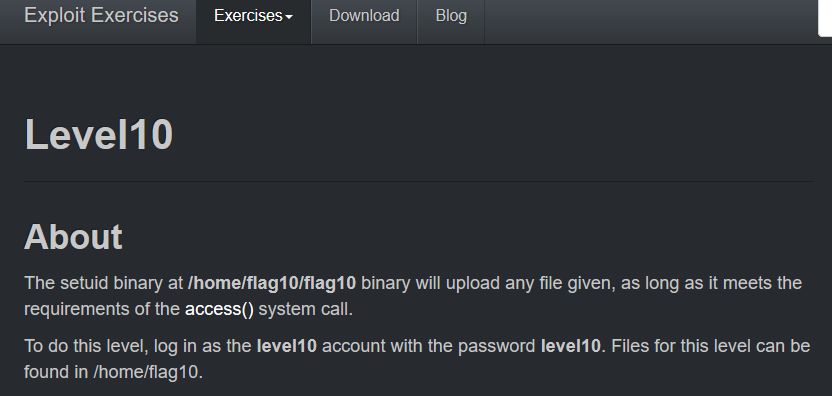 Exploit Exercises Exercises Download Blog
Level10
About
The setuid binary at /home/flag10/flag10 binary will upload any file given, as long as it meets the
requirements of the access() system call.
To do this level, log in as the level10 account with the password level10. Files for this level can be
found in /home/flag10.